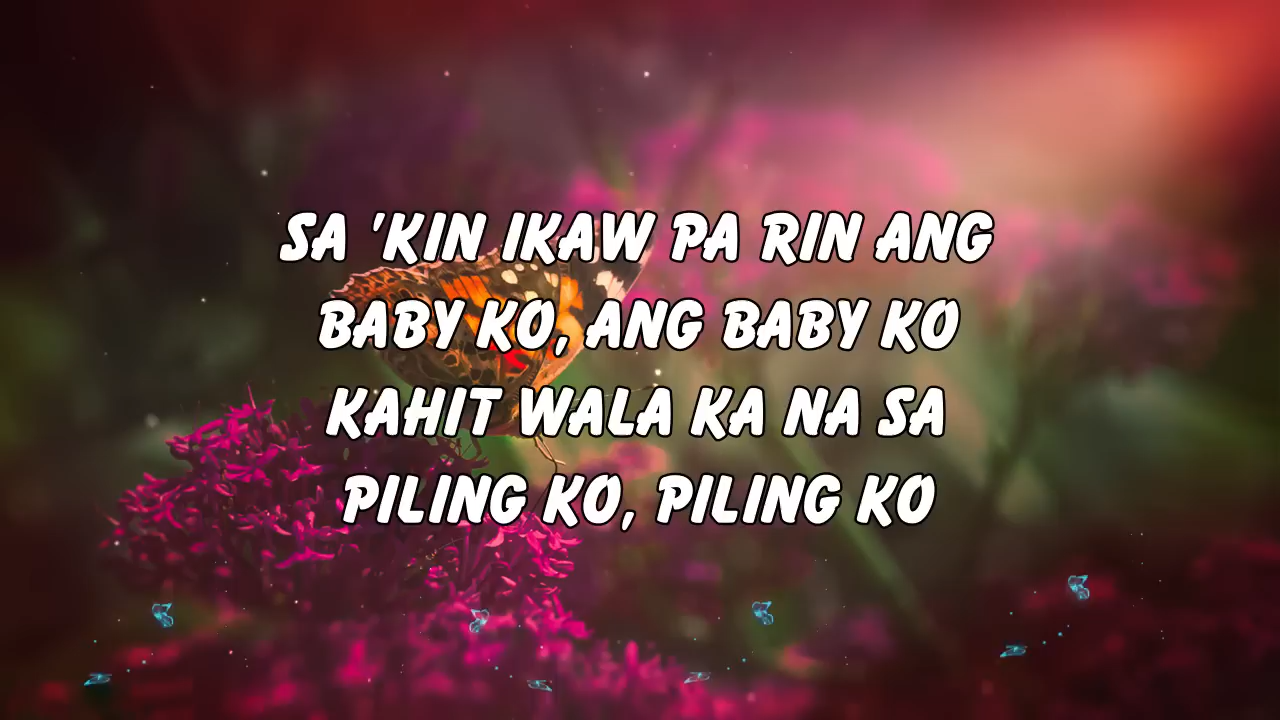 SA 'KIN IKAW PA RIN ANG
BABY KO, ANG BABY KO
KAHIT WALA KA NA SA
PILING KO, PILING KO